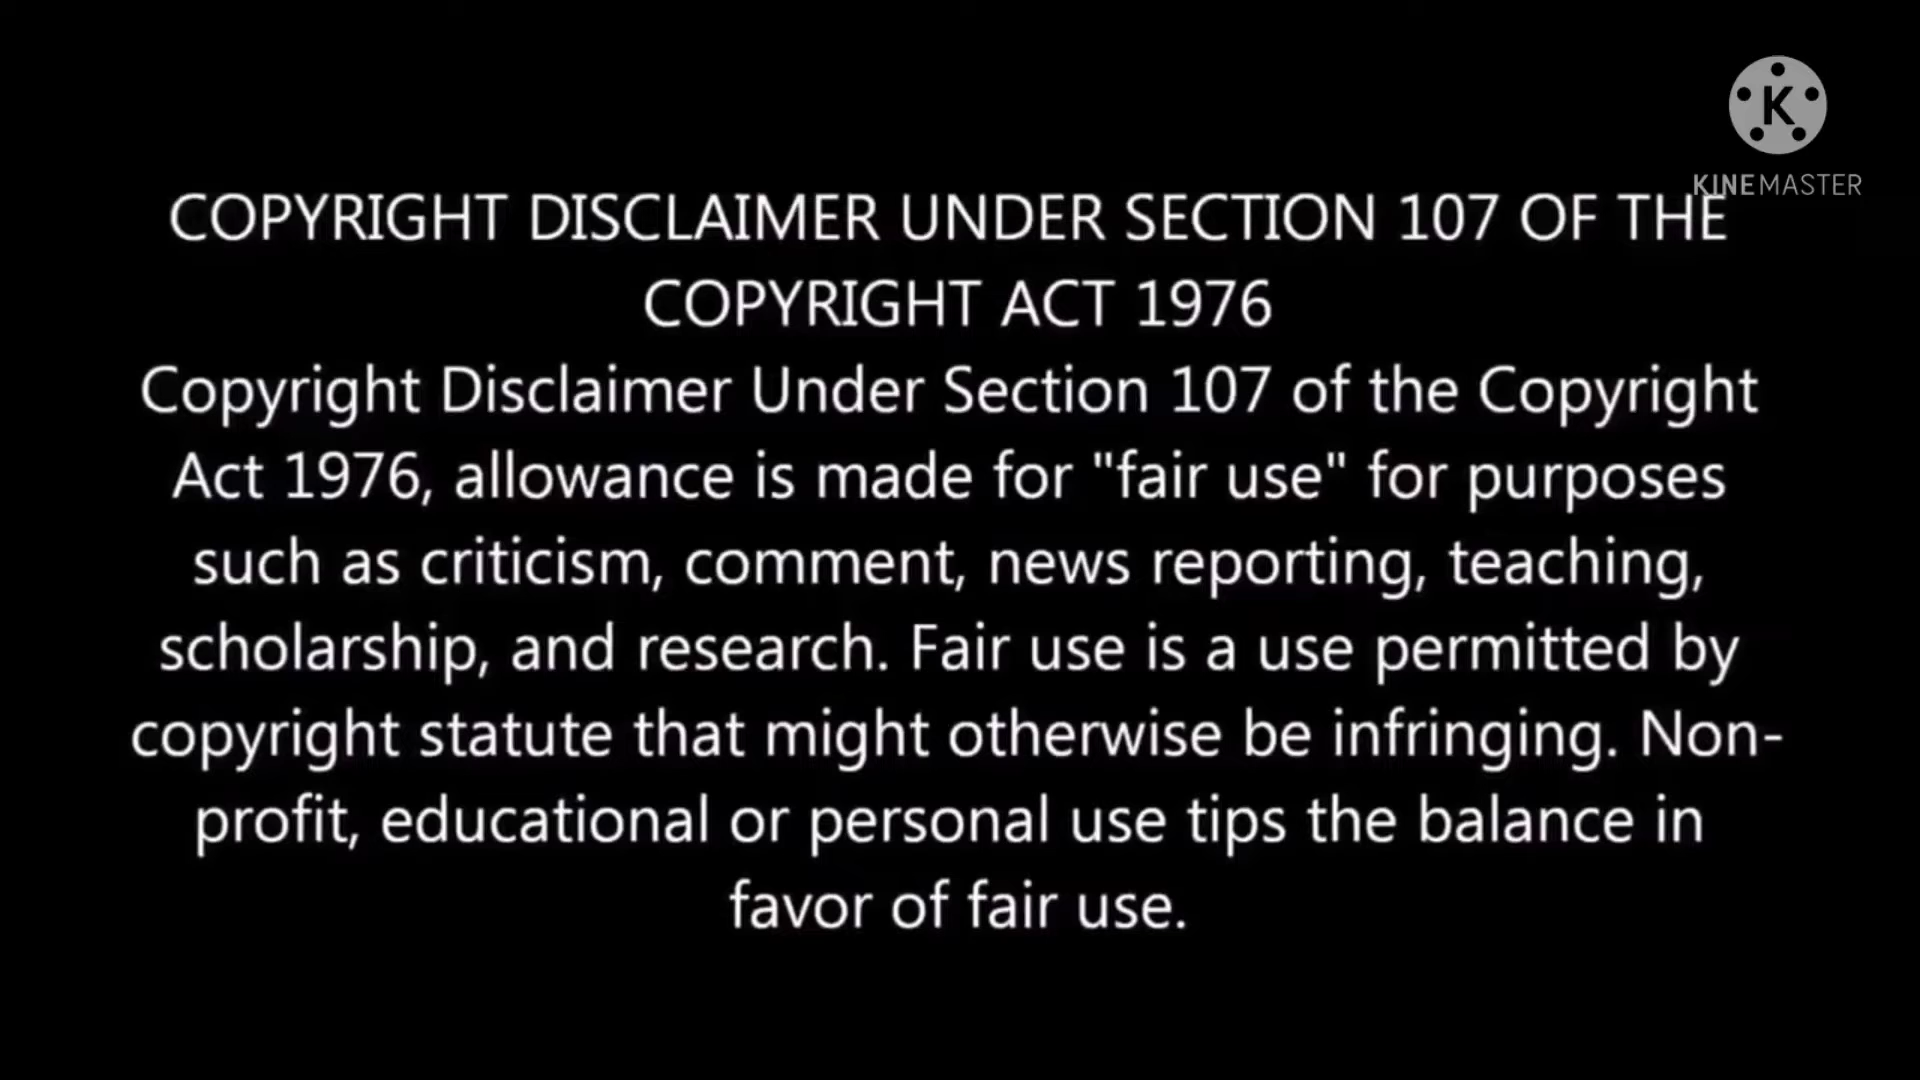 K
KINEMASTER
COPYRIGHT DISCLAIMER UNDER SECTION 107 OF THE
COPYRIGHT ACT 1976
Copyright Disclaimer Under Section 107 of the Copyright
Act 1976, allowance is made for "fair use" for purposes
such as criticism, comment, news reporting, teaching,
scholarship, and research. Fair use is a use permitted by
copyright statute that might otherwise be infringing. Non-
profit, educational or personal use tips the balance in
favor of fair use.